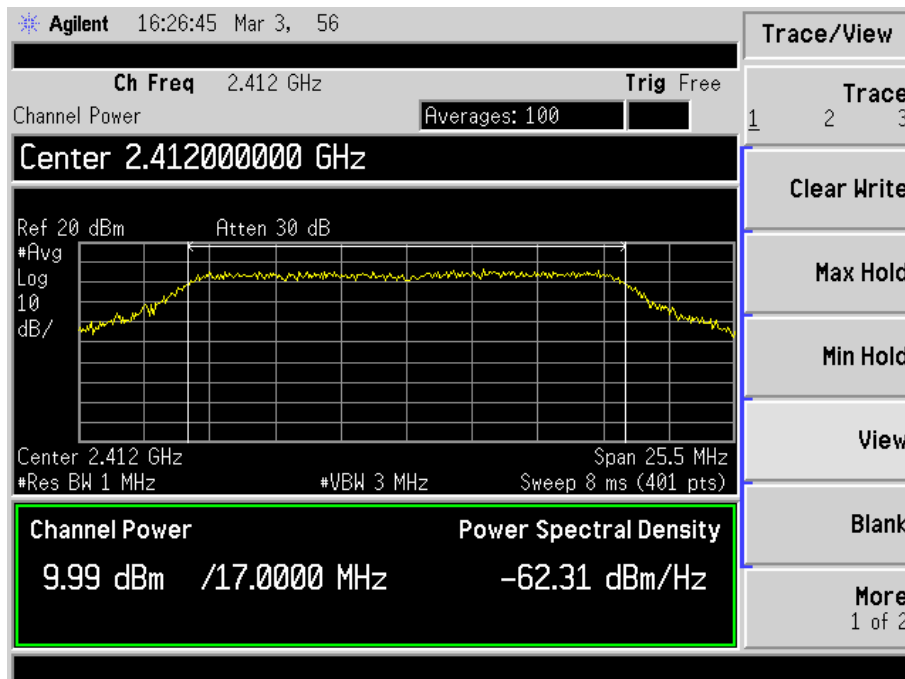 Agilent 16:26:45 Mar 3, 56
Trace/View
Ch Freq 2.412 GHz Trig Free
Channel Power Averages: 100
Center 2.412000000 GHz
Ref 20 dBm Atten 30 dB
#Avg
Log
10
dB/
Center 2.412 GHz Span 25.5 MHz
#Res BW 1 MHz #VBW 3 MHz Sweep 8 ms (401 pts)
Channel Power Power Spectral Density
9.99 dBm /17.0000 MHz -62.31 dBm/Hz
Trace
1 2 3
Clear Write
Max Hold
Min Hold
View
Blank
More
1 of 2